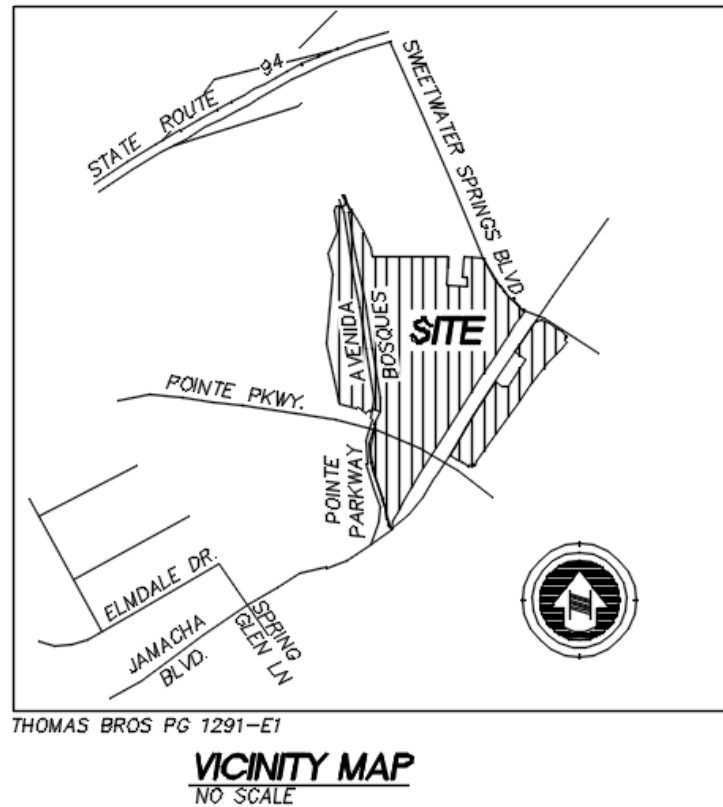 STATE ROUTE 94
SWEETWATER SPRINGS BLVD
AVENIDA
BOSQUES
SITE
POINTE PKWY.
POINTE
PARKWAY
ELMDALE DR.
JAMACHA
BLVD.
SPRING
GLEN LN
THOMAS BROS PG 1291-E1
VICINITY MAP
NO SCALE